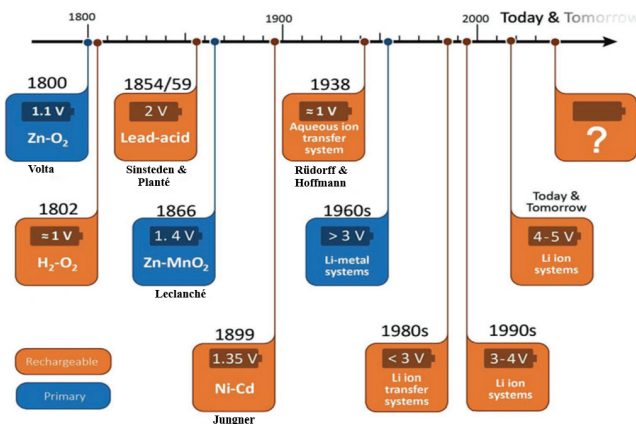 1800
1900
2000
Today & Tomorrow
1800
1.1 V
Zn-O₂
Volta
1854/59
2 V
Lead-acid
Sinsteden &
Planté
1938
≈ 1 V
Aqueous ion
transfer
system
Rüdorff &
Hoffmann
?
1802
≈ 1 V
H₂-O₂
1866
1. 4 V
Zn-MnO₂
Leclanché
1960s
> 3 V
Li-metal
systems
Today &
Tomorrow
4-5 V
Li ion
systems
1899
1.35 V
Ni-Cd
Jungner
1980s
< 3 V
Li ion
transfer
systems
1990s
3-4 V
Li ion
systems
Rechargeable
Primary